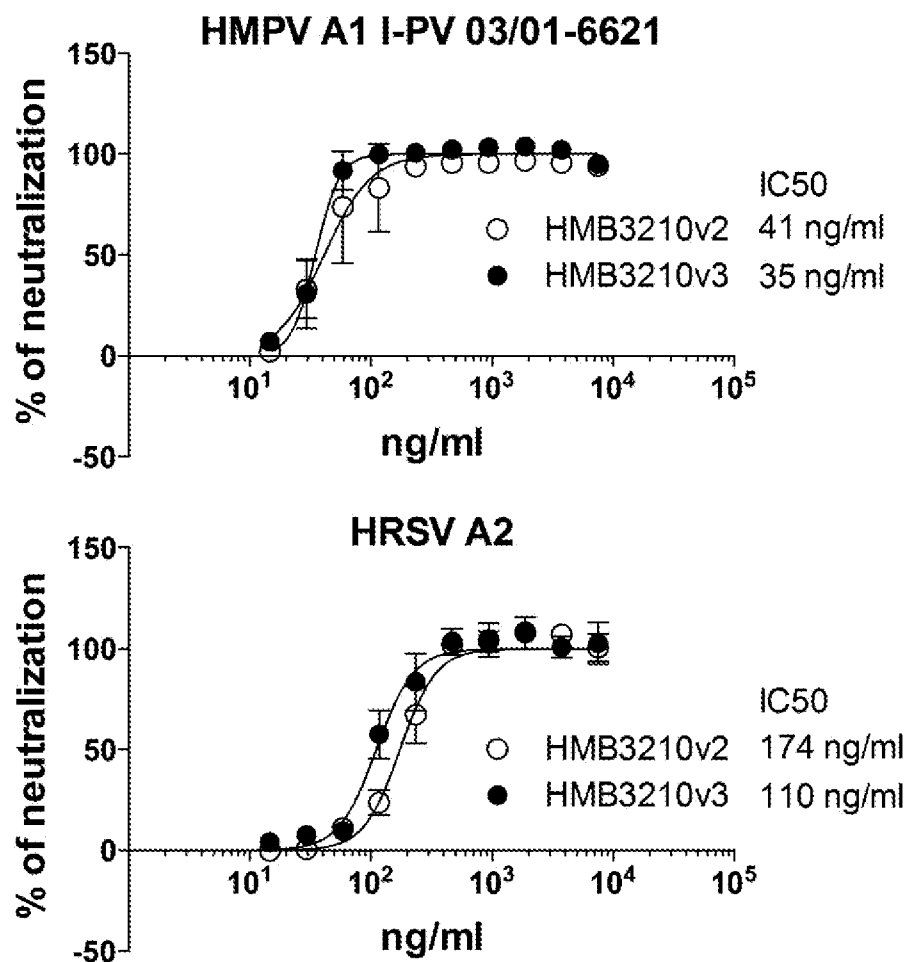 HMPV A1 I-PV 03/01-6621
150
100
50
0
-50
% of neutralization
10¹ 10² 10³ 10⁴ 10⁵
ng/ml
IC50
HMB3210v2 41 ng/ml
HMB3210v3 35 ng/ml
HRSV A2
150
100
50
0
-50
% of neutralization
10¹ 10² 10³ 10⁴ 10⁵
ng/ml
IC50
HMB3210v2 174 ng/ml
HMB3210v3 110 ng/ml